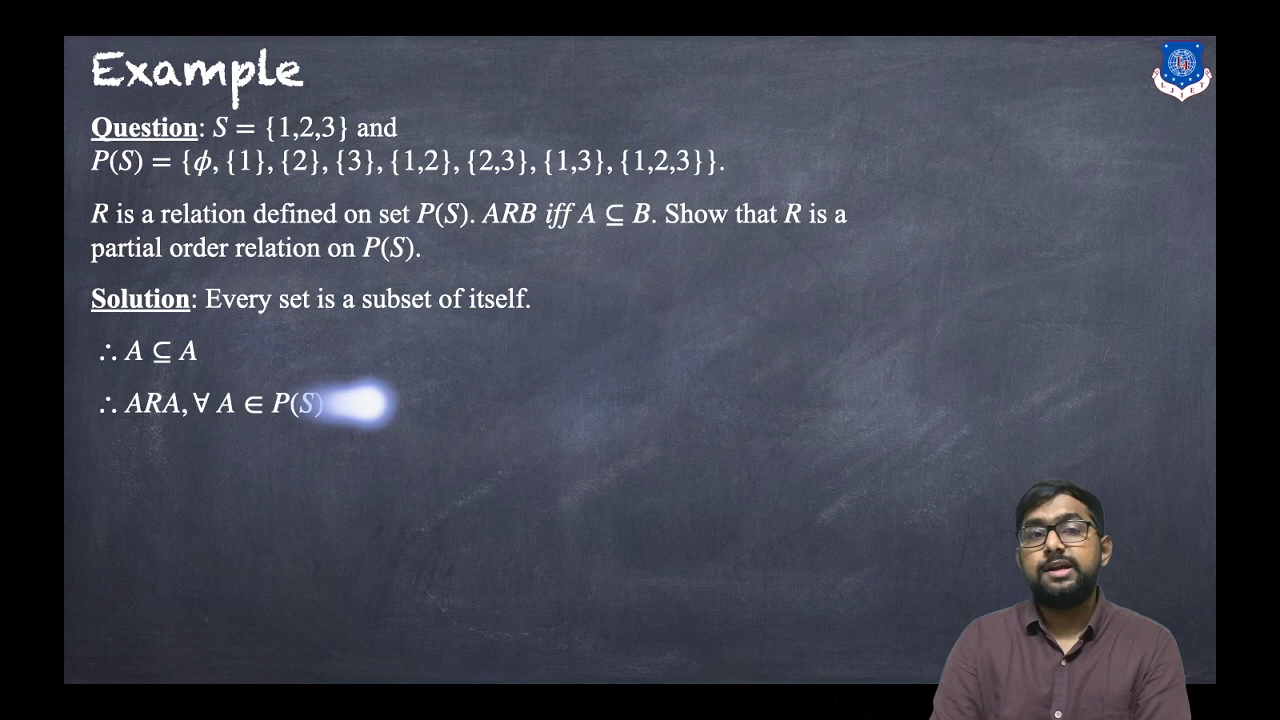 Example
Question: S = {1,2,3} and
P(S) = {ϕ, {1}, {2}, {3}, {1,2}, {2,3}, {1,3}, {1,2,3}}.
R is a relation defined on set P(S). ARB iff A ⊆ B. Show that R is a
partial order relation on P(S).
Solution: Every set is a subset of itself.
∴ A ⊆ A
∴ ARA, ∀ A ∈ P(S)